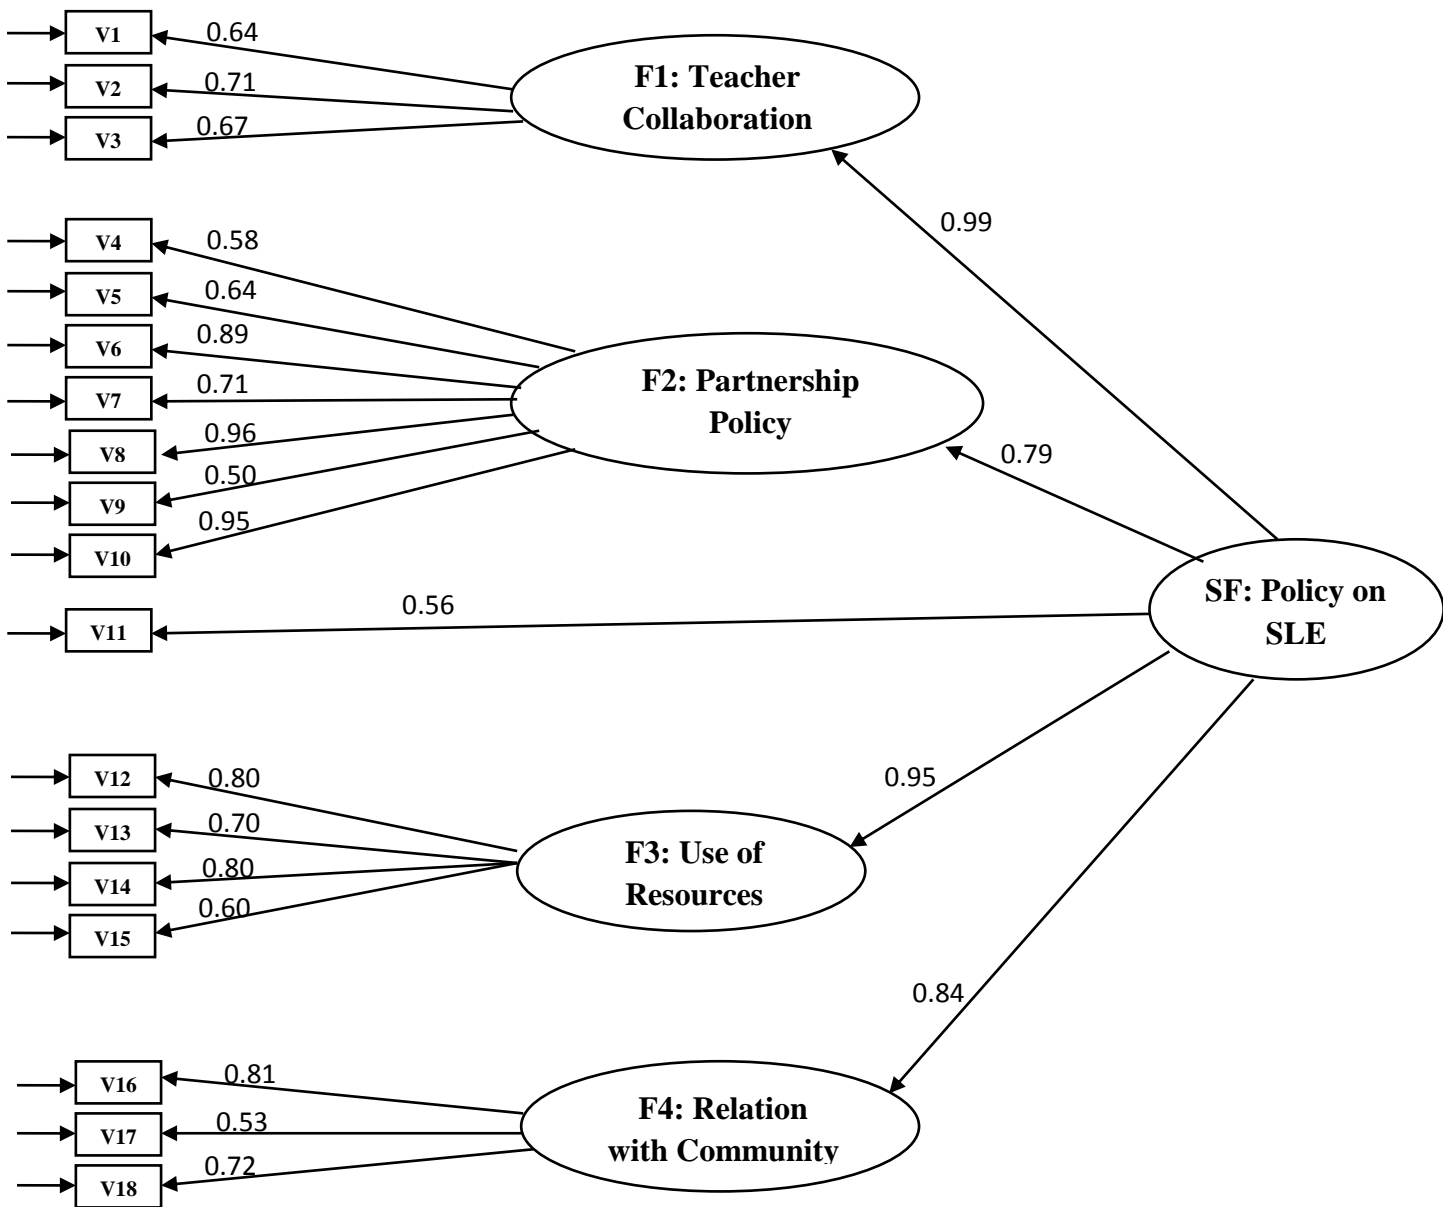 V1
0.64
V2
0.71
V3
0.67
F1: Teacher
Collaboration
0.99
V4
0.58
V5
0.64
V6
0.89
V7
0.71
V8
0.96
V9
0.50
V10
0.95
F2: Partnership
Policy
0.79
V11
0.56
SF: Policy on
SLE
V12
0.80
V13
0.70
V14
0.80
V15
0.60
F3: Use of
Resources
0.95
0.84
V16
0.81
V17
0.53
V18
0.72
F4: Relation
with Community